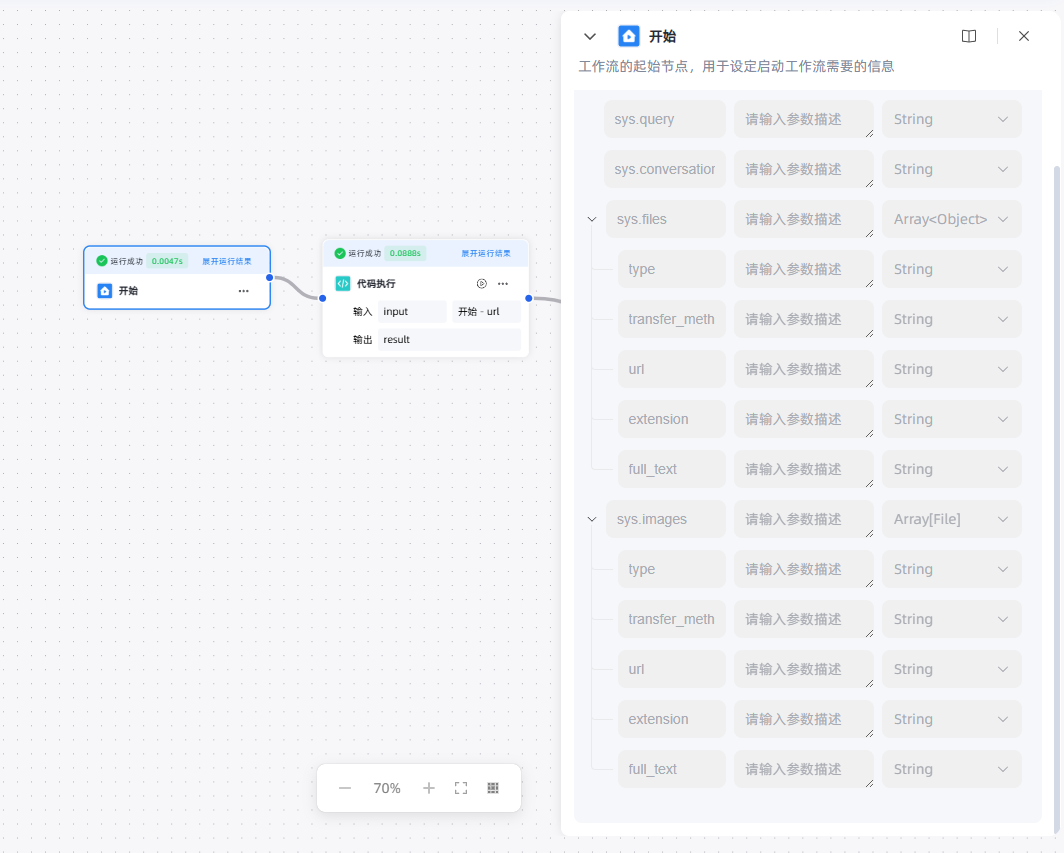 开始
工作流的起始节点，用于设定启动工作流需要的信息
sys.query 请输入参数描述 String
sys.conversation 请输入参数描述 String
sys.files 请输入参数描述 Array<Object>
type 请输入参数描述 String
transfer_meth 请输入参数描述 String
url 请输入参数描述 String
extension 请输入参数描述 String
full_text 请输入参数描述 String
sys.images 请输入参数描述 Array[File]
type 请输入参数描述 String
transfer_meth 请输入参数描述 String
url 请输入参数描述 String
extension 请输入参数描述 String
full_text 请输入参数描述 String
运行成功 0.0047s 展开运行结果
开始
运行成功 0.0888s 展开运行结果
代码执行
输入 input 开始 - url
输出 result
70%